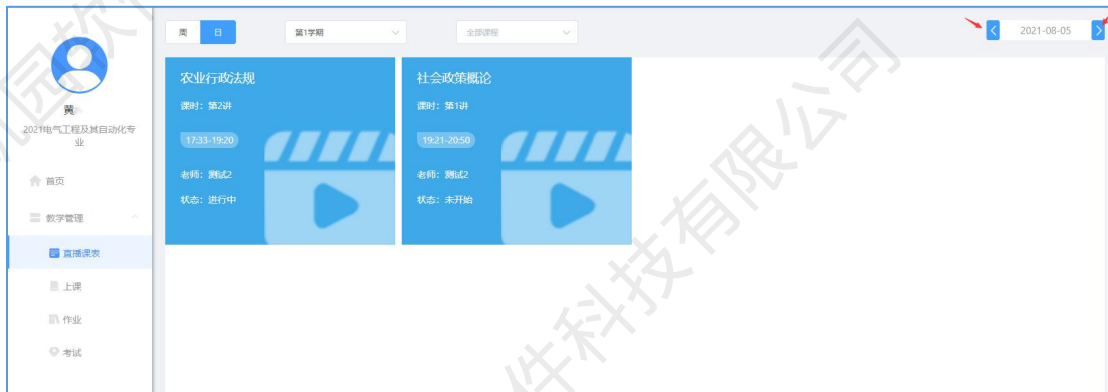 周
日
第1学期
全部课程
2021-08-05
黄
2021电气工程及其自动化专
业
首页
教学管理
直播课表
上课
作业
考试
农业行政法规
课时：第2讲
17:33-19:20
老师：测试2
状态：进行中
社会政策概论
课时：第1讲
19:21-20:50
老师：测试2
状态：未开始
件科技有限公司
机园软